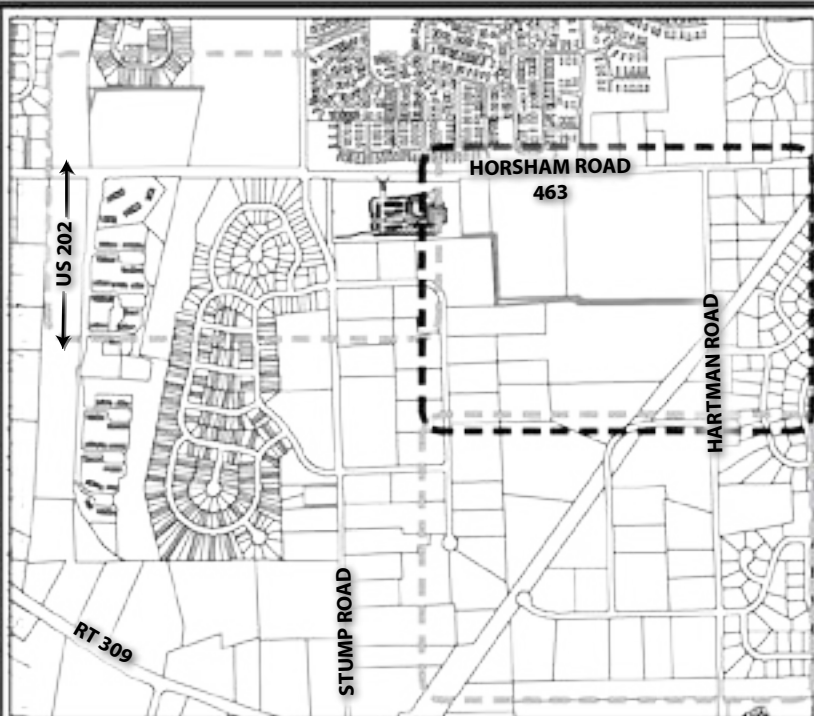 HORSHAM ROAD
463
US 202
HARTMAN ROAD
STUMP ROAD
RT 309